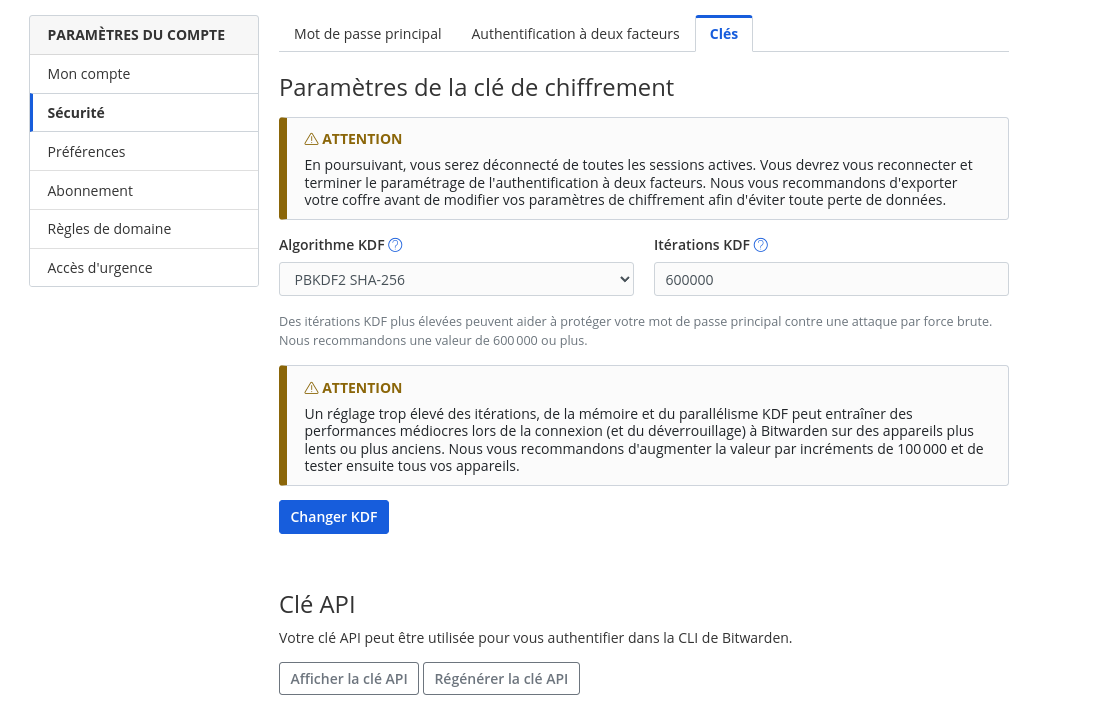 PARAMÈTRES DU COMPTE
Mon compte
Sécurité
Préférences
Abonnement
Règles de domaine
Accès d'urgence
Mot de passe principal
Authentification à deux facteurs
Clés
Paramètres de la clé de chiffrement
ATTENTION
En poursuivant, vous serez déconnecté de toutes les sessions actives. Vous devrez vous reconnecter et
terminer le paramétrage de l'authentification à deux facteurs. Nous vous recommandons d'exporter
votre coffre avant de modifier vos paramètres de chiffrement afin d'éviter toute perte de données.
Algorithme KDF
Itérations KDF
PBKDF2 SHA-256
600000
Des itérations KDF plus élevées peuvent aider à protéger votre mot de passe principal contre une attaque par force brute.
Nous recommandons une valeur de 600 000 ou plus.
ATTENTION
Un réglage trop élevé des itérations, de la mémoire et du parallélisme KDF peut entraîner des
performances médiocres lors de la connexion (et du déverrouillage) à Bitwarden sur des appareils plus
lents ou plus anciens. Nous vous recommandons d'augmenter la valeur par incréments de 100 000 et de
tester ensuite tous vos appareils.
Changer KDF
Clé API
Votre clé API peut être utilisée pour vous authentifier dans la CLI de Bitwarden.
Afficher la clé API
Régénérer la clé API